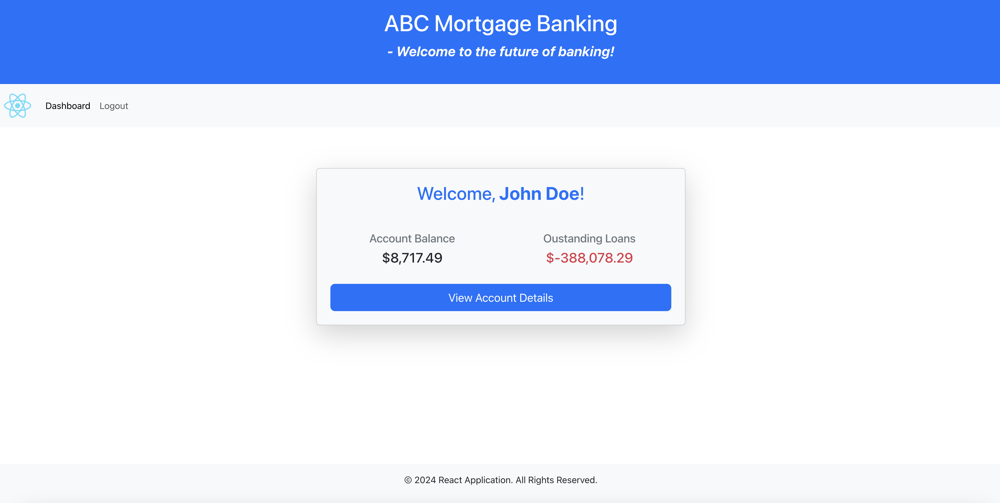 ABC Mortgage Banking
- Welcome to the future of banking!
Dashboard Logout
Welcome, John Doe!
Account Balance Oustanding Loans
$8,717.49 $-388,078.29
View Account Details
© 2024 React Application. All Rights Reserved.